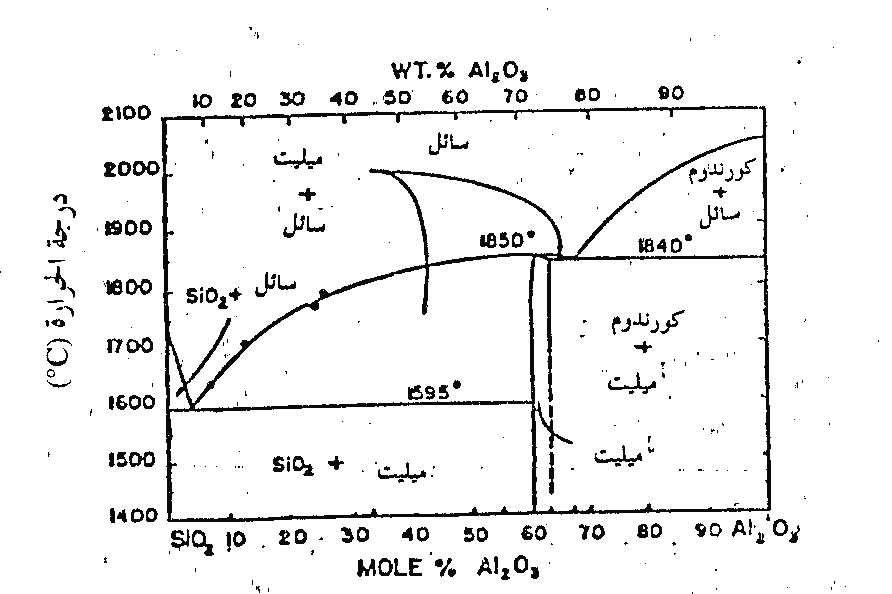 WT.% Al₂O₃
10 20 30 40 50 60 70 80 90
2100
2000
1900
1800
1700
1600
1500
1400
درجة الحرارة (°C)
سائل
ميليت
+
سائل
كورندوم
+
سائل
1850°
1840°
SiO₂+ سائل
كورندوم
+
ميليت
1595°
SiO₂ + ميليت
ميليت
SiO₂ 10 20 30 40 50 60 70 80 90 Al₂O₃
MOLE % Al₂O₃